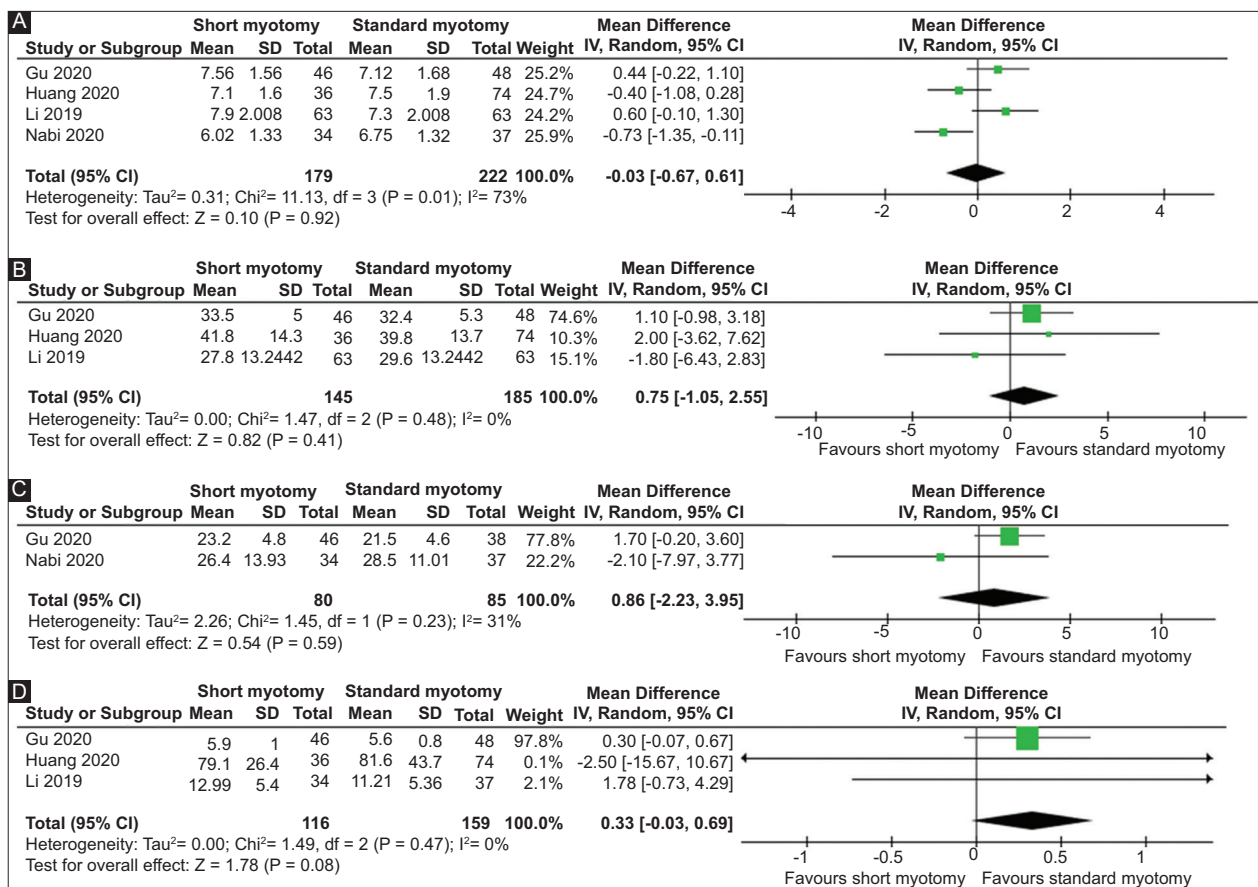 A
Short myotomy Standard myotomy Mean Difference Mean Difference
Study or Subgroup Mean SD Total Mean SD Total Weight IV, Random, 95% CI IV, Random, 95% CI
Gu 2020 7.56 1.56 46 7.12 1.68 48 25.2% 0.44 [-0.22, 1.10]
Huang 2020 7.1 1.6 36 7.5 1.9 74 24.7% -0.40 [-1.08, 0.28]
Li 2019 7.9 2.008 63 7.3 2.008 63 24.2% 0.60 [-0.10, 1.30]
Nabi 2020 6.02 1.33 34 6.75 1.32 37 25.9% -0.73 [-1.35, -0.11]
Total (95% CI) 179 222 100.0% -0.03 [-0.67, 0.61]
Heterogeneity: Tau²= 0.31; Chi²= 11.13, df = 3 (P = 0.01); I²= 73%
Test for overall effect: Z = 0.10 (P = 0.92)
-4 -2 0 2 4
B
Short myotomy Standard myotomy Mean Difference Mean Difference
Study or Subgroup Mean SD Total Mean SD Total Weight IV, Random, 95% CI IV, Random, 95% CI
Gu 2020 33.5 5 46 32.4 5.3 48 74.6% 1.10 [-0.98, 3.18]
Huang 2020 41.8 14.3 36 39.8 13.7 74 10.3% 2.00 [-3.62, 7.62]
Li 2019 27.8 13.2442 63 29.6 13.2442 63 15.1% -1.80 [-6.43, 2.83]
Total (95% CI) 145 185 100.0% 0.75 [-1.05, 2.55]
Heterogeneity: Tau²= 0.00; Chi²= 1.47, df = 2 (P = 0.48); I²= 0%
Test for overall effect: Z = 0.82 (P = 0.41)
-10 -5 0 5 10
Favours short myotomy Favours standard myotomy
C
Short myotomy Standard myotomy Mean Difference Mean Difference
Study or Subgroup Mean SD Total Mean SD Total Weight IV, Random, 95% CI IV, Random, 95% CI
Gu 2020 23.2 4.8 46 21.5 4.6 38 77.8% 1.70 [-0.20, 3.60]
Nabi 2020 26.4 13.93 34 28.5 11.01 37 22.2% -2.10 [-7.97, 3.77]
Total (95% CI) 80 85 100.0% 0.86 [-2.23, 3.95]
Heterogeneity: Tau²= 2.26; Chi²= 1.45, df = 1 (P = 0.23); I²= 31%
Test for overall effect: Z = 0.54 (P = 0.59)
-10 -5 0 5 10
Favours short myotomy Favours standard myotomy
D
Short myotomy Standard myotomy Mean Difference Mean Difference
Study or Subgroup Mean SD Total Mean SD Total Weight IV, Random, 95% CI IV, Random, 95% CI
Gu 2020 5.9 1 46 5.6 0.8 48 97.8% 0.30 [-0.07, 0.67]
Huang 2020 79.1 26.4 36 81.6 43.7 74 0.1% -2.50 [-15.67, 10.67]
Li 2019 12.99 5.4 34 11.21 5.36 37 2.1% 1.78 [-0.73, 4.29]
Total (95% CI) 116 159 100.0% 0.33 [-0.03, 0.69]
Heterogeneity: Tau²= 0.00; Chi²= 1.49, df = 2 (P = 0.47); I²= 0%
Test for overall effect: Z = 1.78 (P = 0.08)
-1 -0.5 0 0.5 1
Favours short myotomy Favours standard myotomy